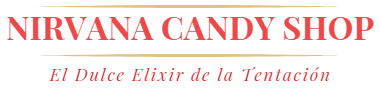 NIRVANA CANDY SHOP
El Dulce Elixir de la Tentación